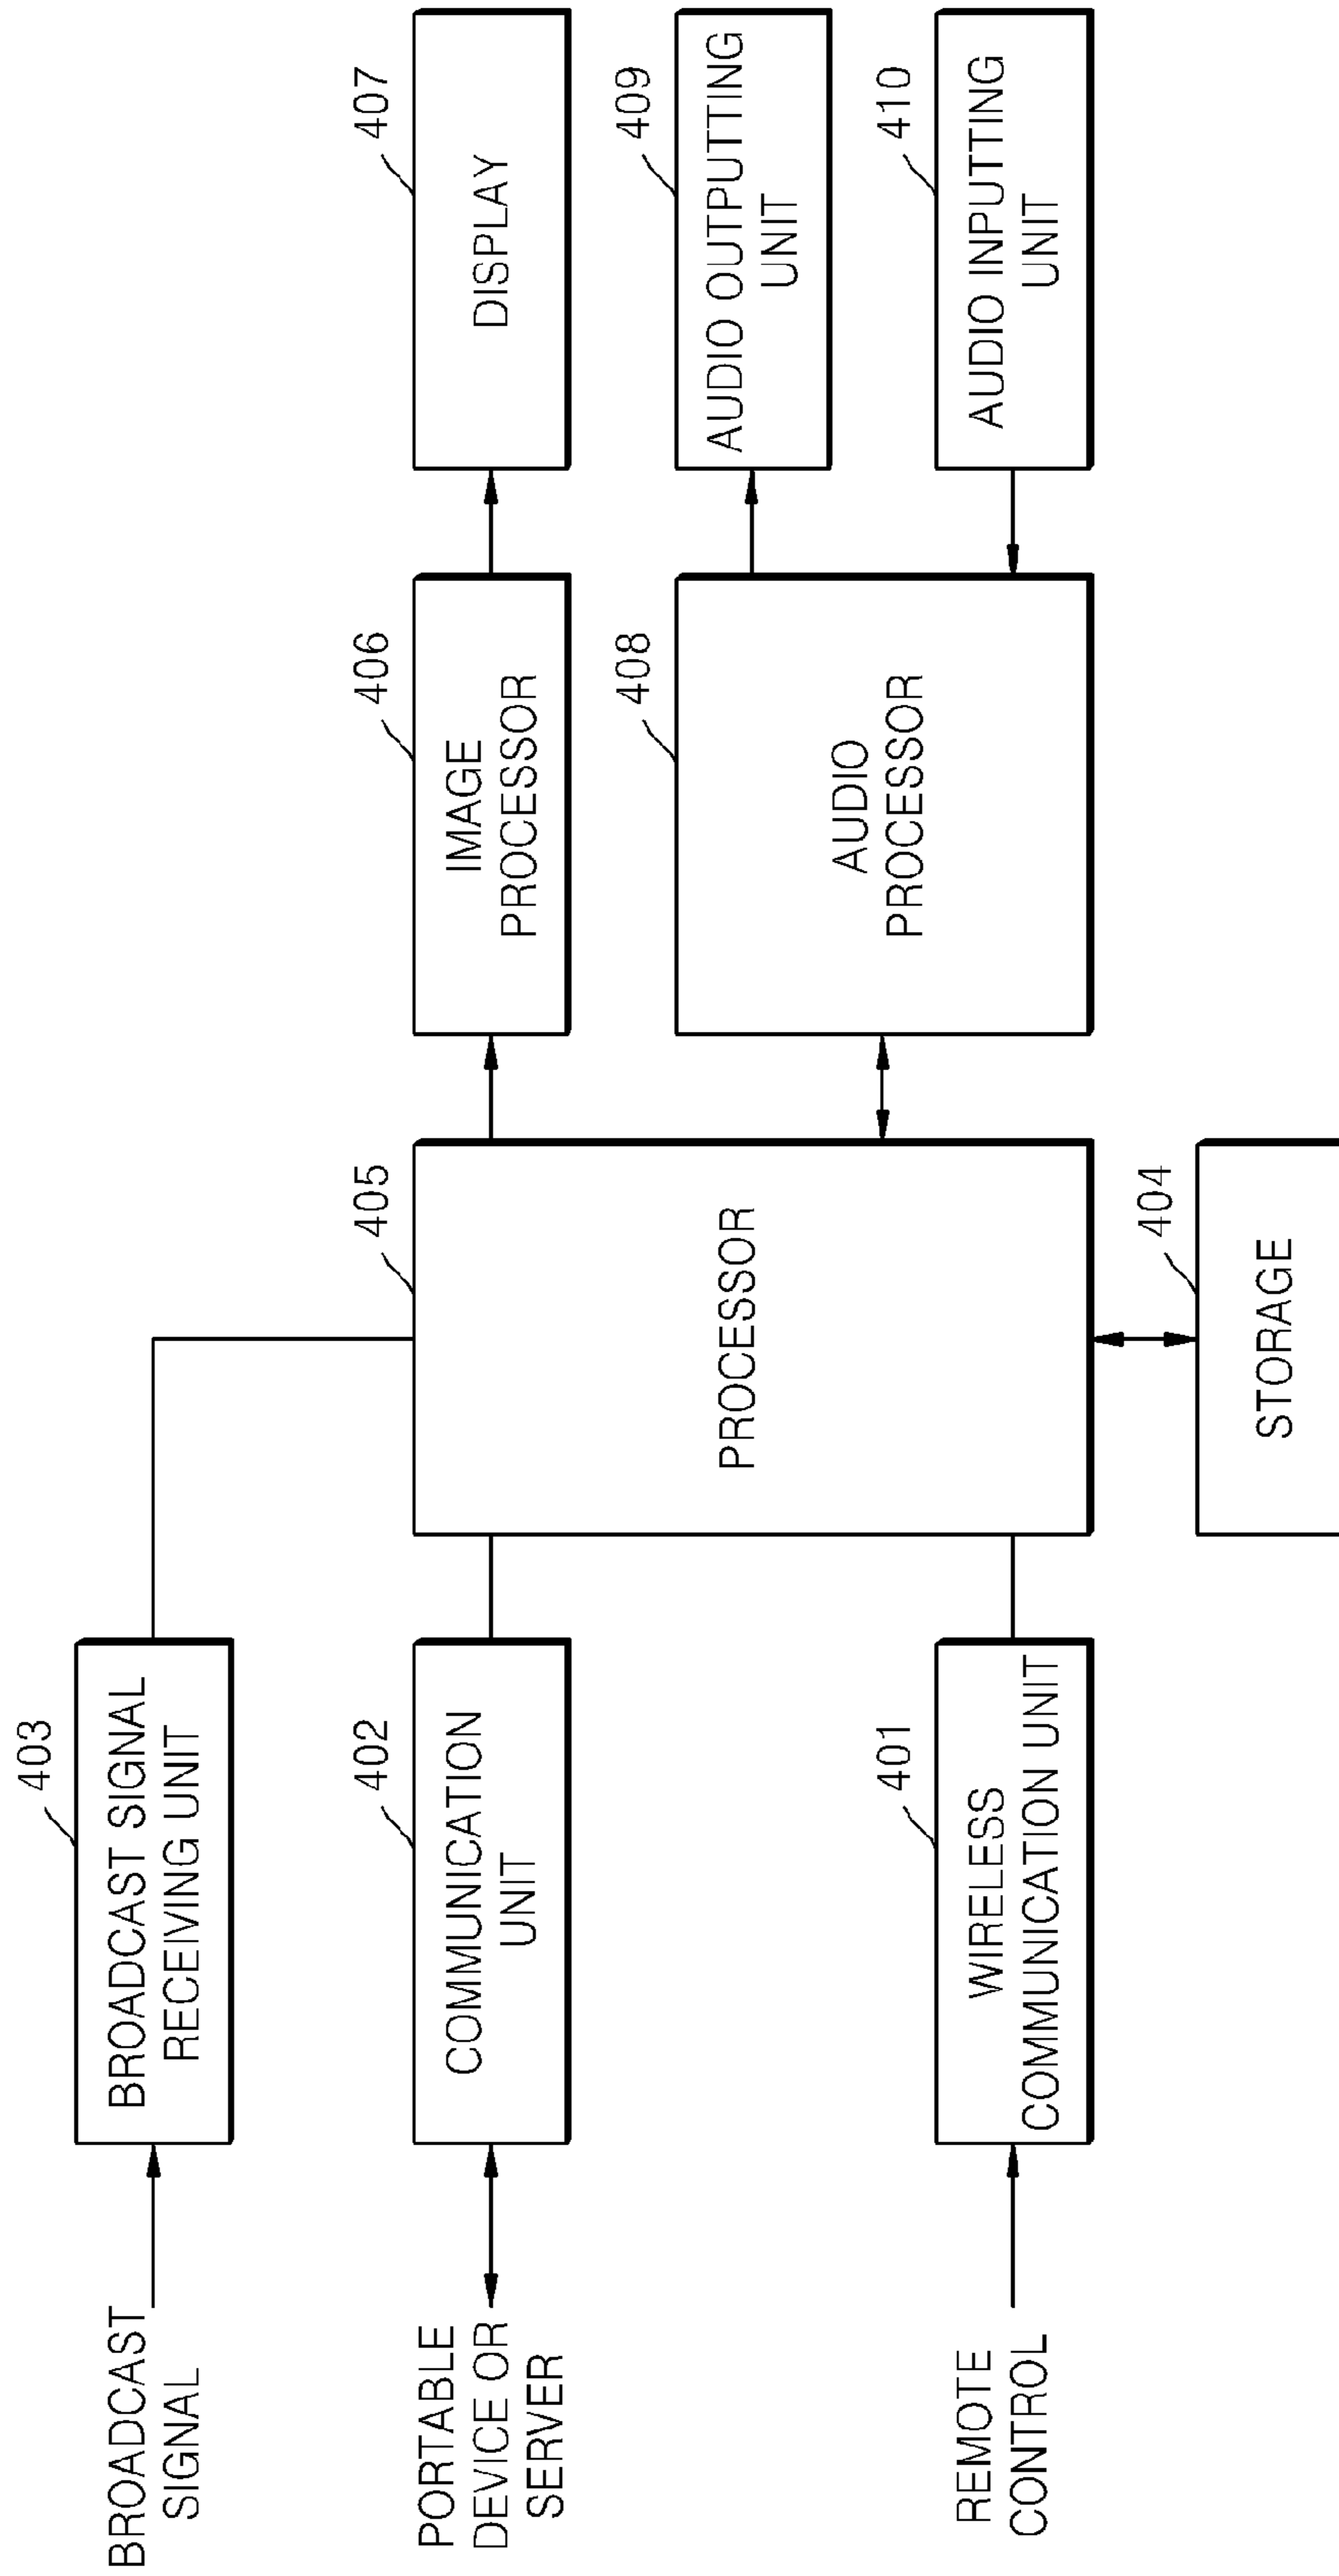 BROADCAST
SIGNAL
403
BROADCAST SIGNAL
RECEIVING UNIT
PORTABLE
DEVICE OR
SERVER
402
COMMUNICATION
UNIT
405
PROCESSOR
406
IMAGE
PROCESSOR
407
DISPLAY
408
AUDIO
PROCESSOR
409
AUDIO OUTPUTTING
UNIT
REMOTE
CONTROL
401
WIRELESS
COMMUNICATION UNIT
410
AUDIO INPUTTING
UNIT
404
STORAGE